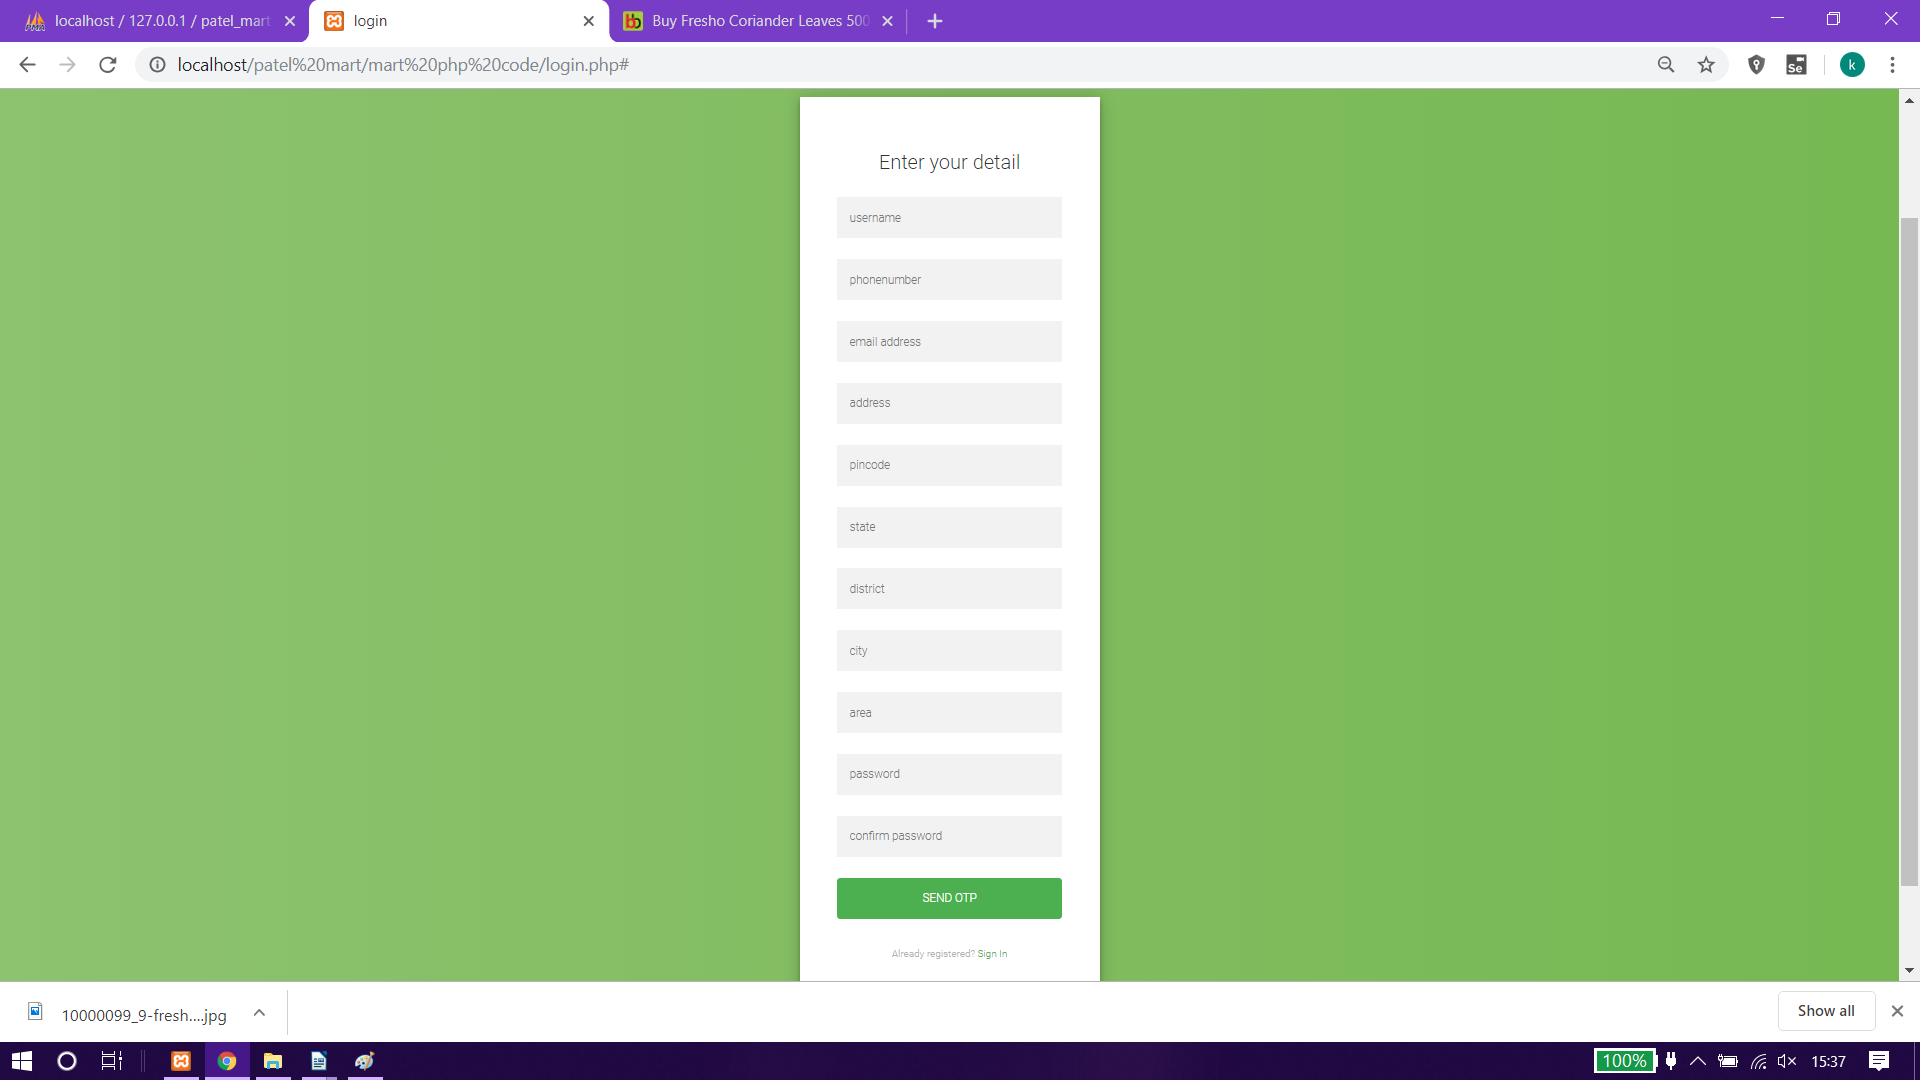 localhost / 127.0.0.1 / patel_mart
login
Buy Fresho Coriander Leaves 500
localhost/patel%20mart/mart%20php%20code/login.php#
Se
k
Enter your detail
username
phonenumber
email address
address
pincode
state
district
city
area
password
confirm password
SEND OTP
Already registered? Sign In
10000099_9-fresh....jpg
Show all
100%
15:37